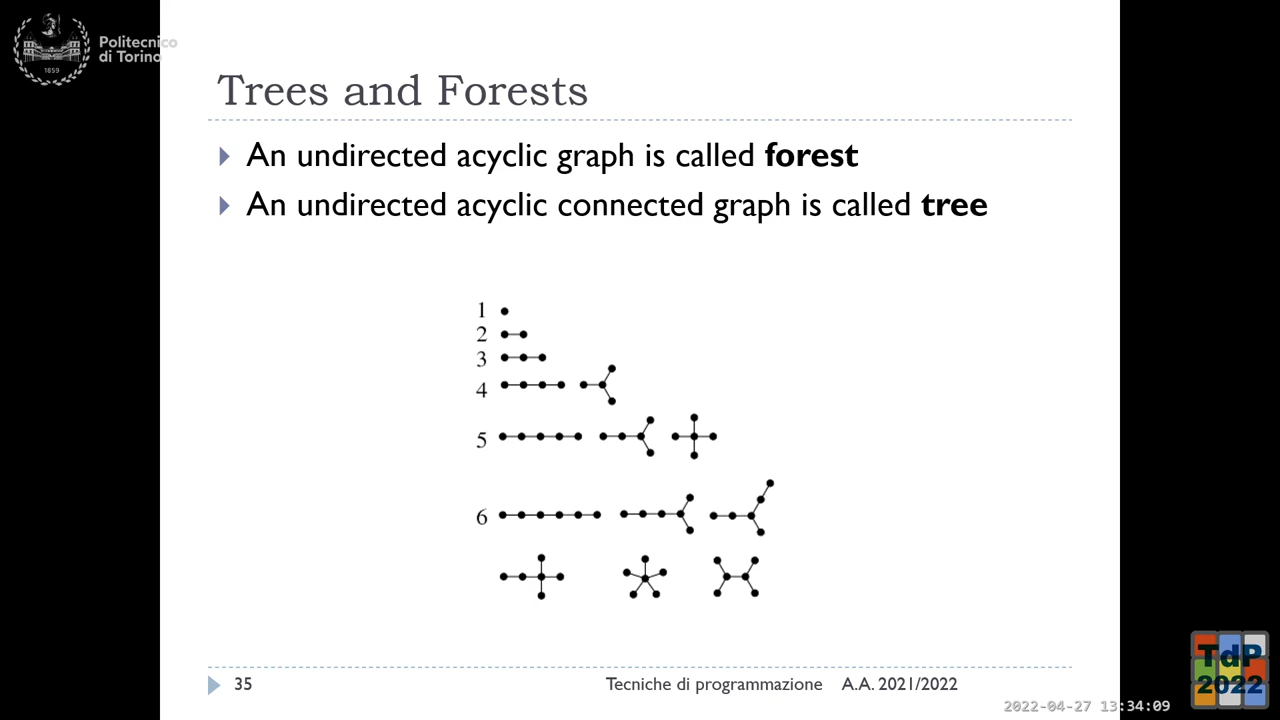 Politecnico
di Torino
1859
Trees and Forests
An undirected acyclic graph is called forest
An undirected acyclic connected graph is called tree
1
2
3
4
5
6
35
Tecniche di programmazione A.A. 2021/2022
TdP
2022
2022-04-27 13:34:09